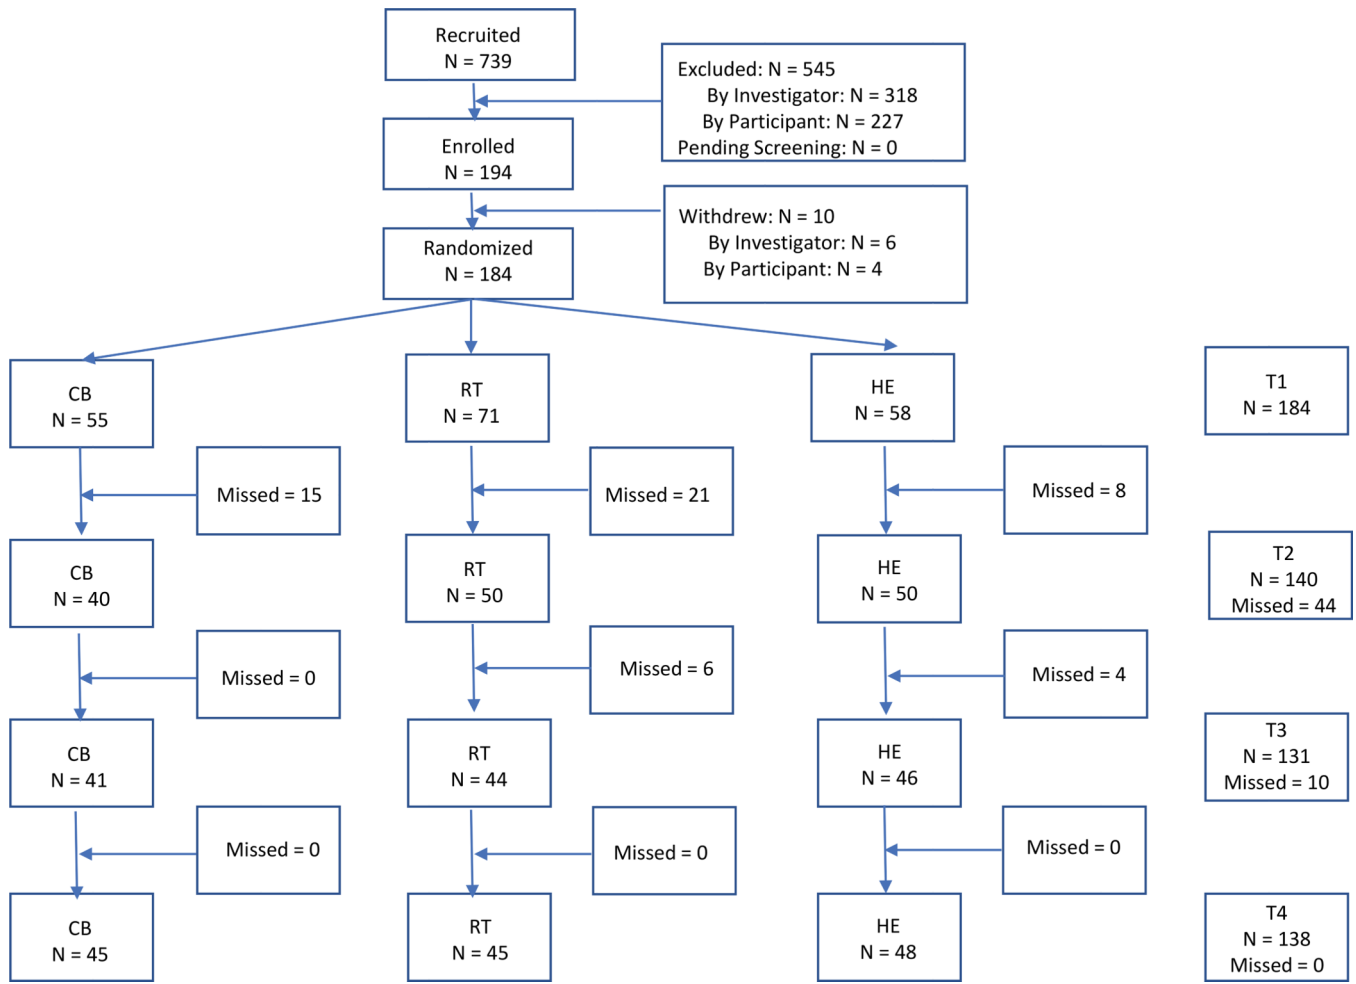 Recruited
N = 739
Excluded: N = 545
By Investigator: N = 318
By Participant: N = 227
Pending Screening: N = 0
Enrolled
N = 194
Withdrew: N = 10
By Investigator: N = 6
By Participant: N = 4
Randomized
N = 184
CB
N = 55
RT
N = 71
HE
N = 58
T1
N = 184
Missed = 15
Missed = 21
Missed = 8
CB
N = 40
RT
N = 50
HE
N = 50
T2
N = 140
Missed = 44
Missed = 0
Missed = 6
Missed = 4
CB
N = 41
RT
N = 44
HE
N = 46
T3
N = 131
Missed = 10
Missed = 0
Missed = 0
Missed = 0
CB
N = 45
RT
N = 45
HE
N = 48
T4
N = 138
Missed = 0